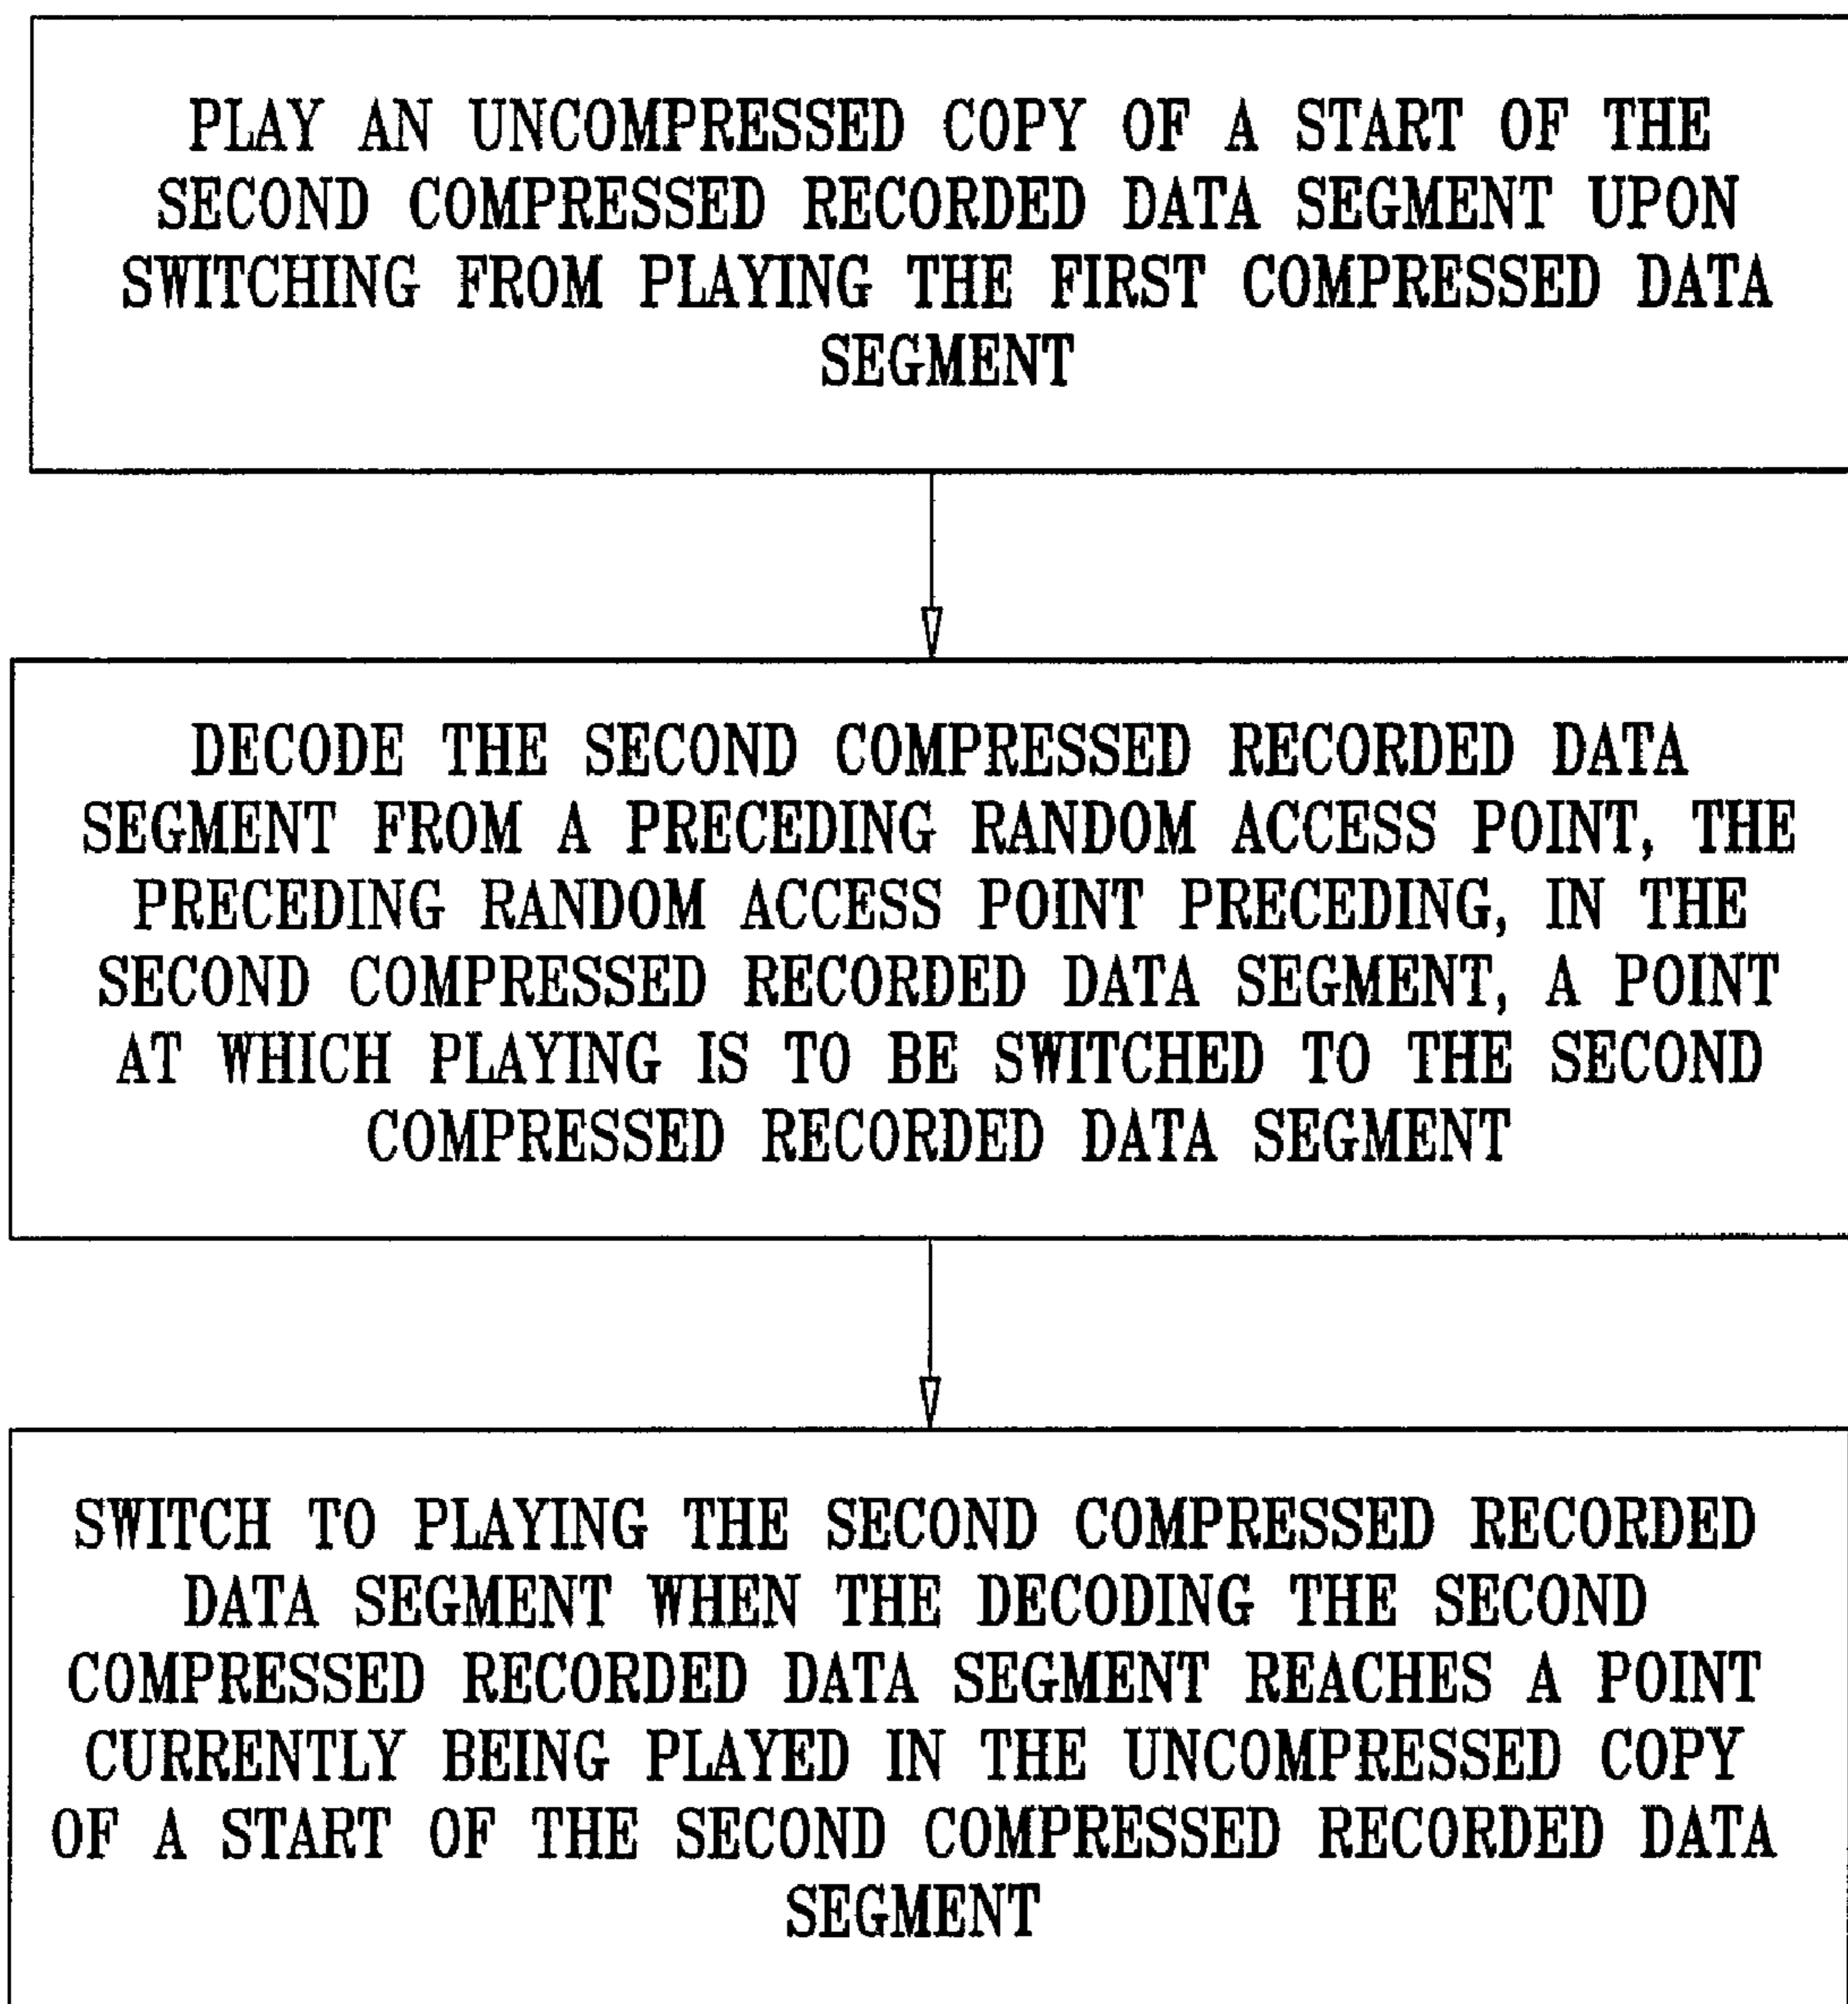 PLAY AN UNCOMPRESSED COPY OF A START OF THE
SECOND COMPRESSED RECORDED DATA SEGMENT UPON
SWITCHING FROM PLAYING THE FIRST COMPRESSED DATA
SEGMENT
DECODE THE SECOND COMPRESSED RECORDED DATA
SEGMENT FROM A PRECEDING RANDOM ACCESS POINT, THE
PRECEDING RANDOM ACCESS POINT PRECEDING, IN THE
SECOND COMPRESSED RECORDED DATA SEGMENT, A POINT
AT WHICH PLAYING IS TO BE SWITCHED TO THE SECOND
COMPRESSED RECORDED DATA SEGMENT
SWITCH TO PLAYING THE SECOND COMPRESSED RECORDED
DATA SEGMENT WHEN THE DECODING THE SECOND
COMPRESSED RECORDED DATA SEGMENT REACHES A POINT
CURRENTLY BEING PLAYED IN THE UNCOMPRESSED COPY
OF A START OF THE SECOND COMPRESSED RECORDED DATA
SEGMENT